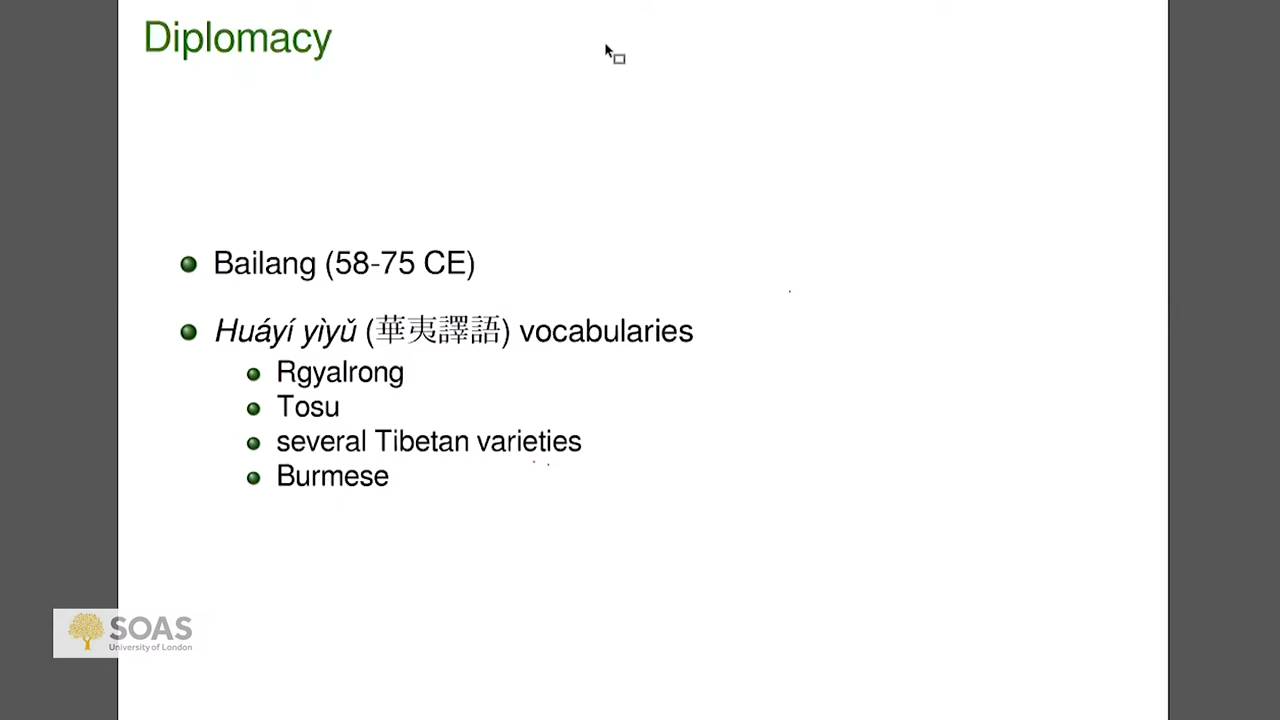 Diplomacy
Bailang (58-75 CE)
Huáyí yìyǔ (華夷譯語) vocabularies
Rgyalrong
Tosu
several Tibetan varieties
Burmese
SOAS
University of London